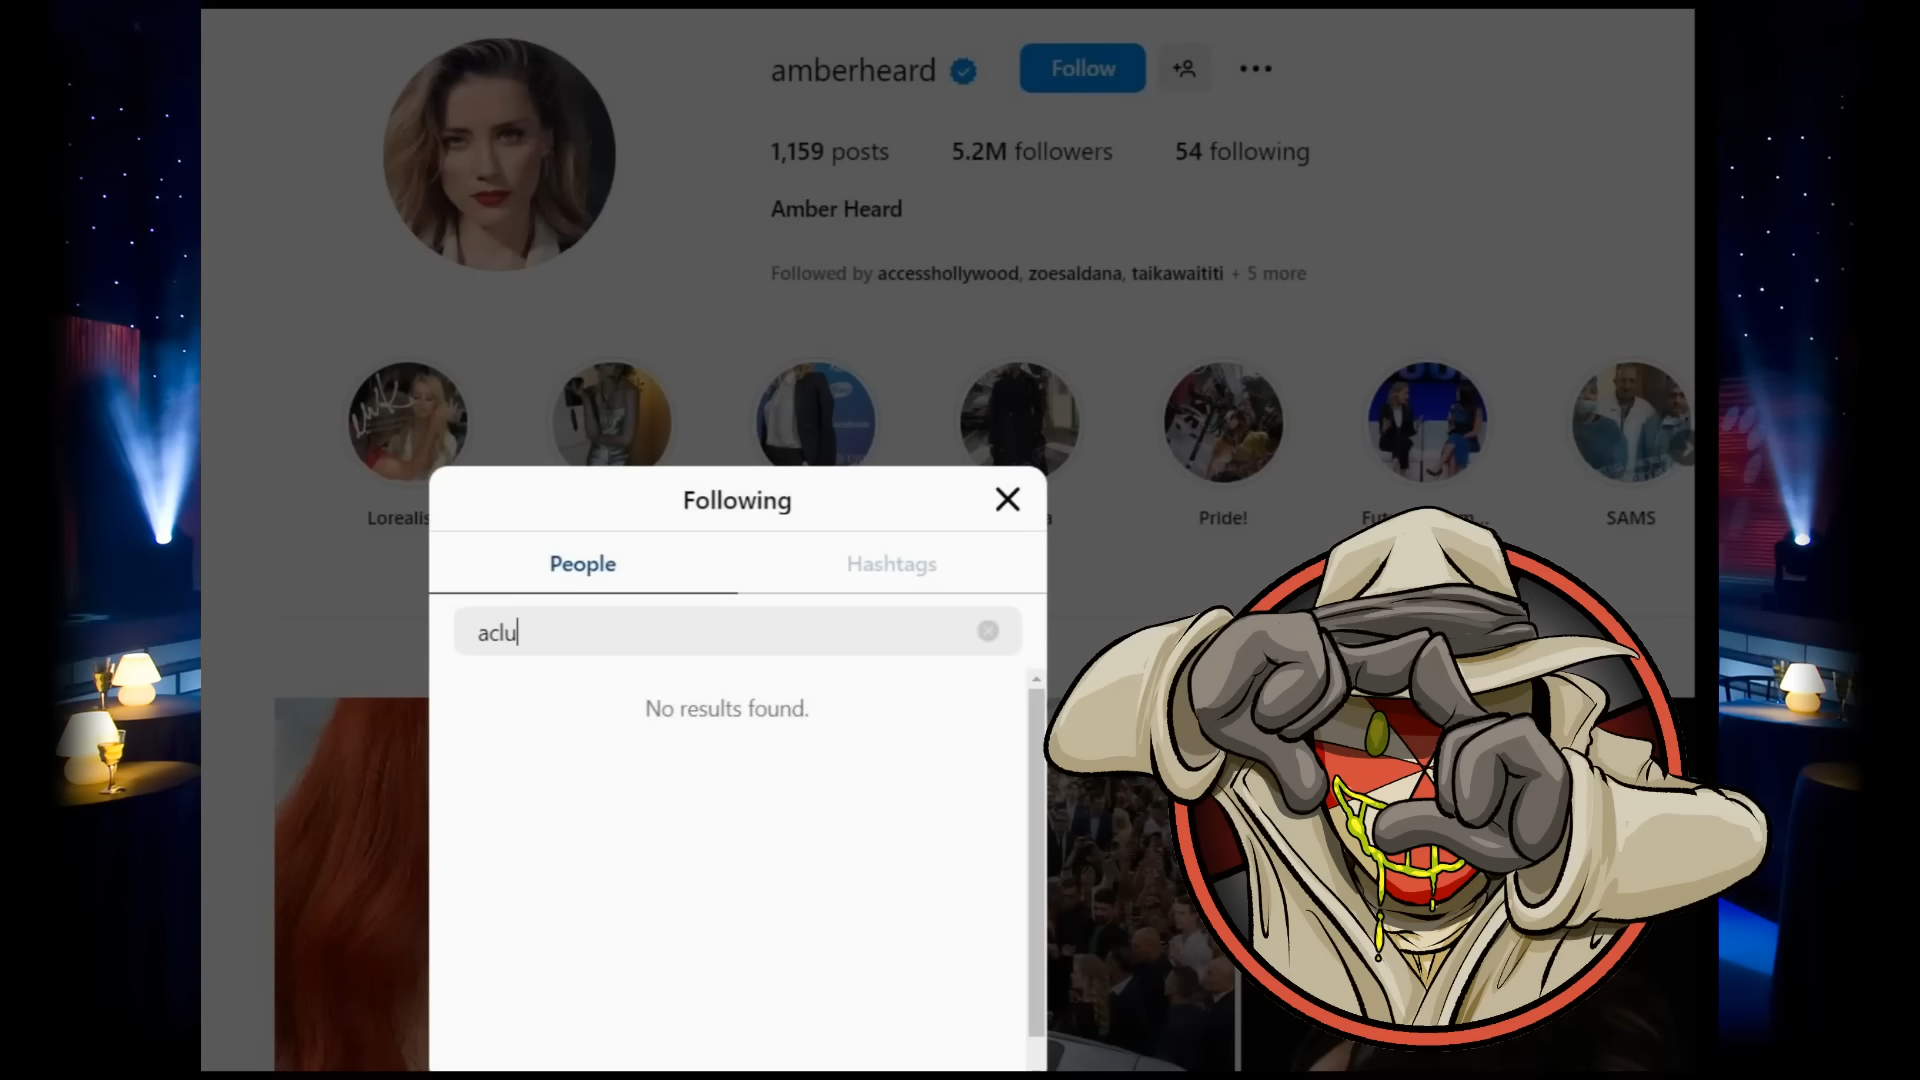 amberheard
Follow
1,159 posts 5.2M followers 54 following
Amber Heard
Followed by accesshollywood, zoesaldana, taikawaititi + 5 more
Pride!
SAMS
Following
People Hashtags
aclu
No results found.